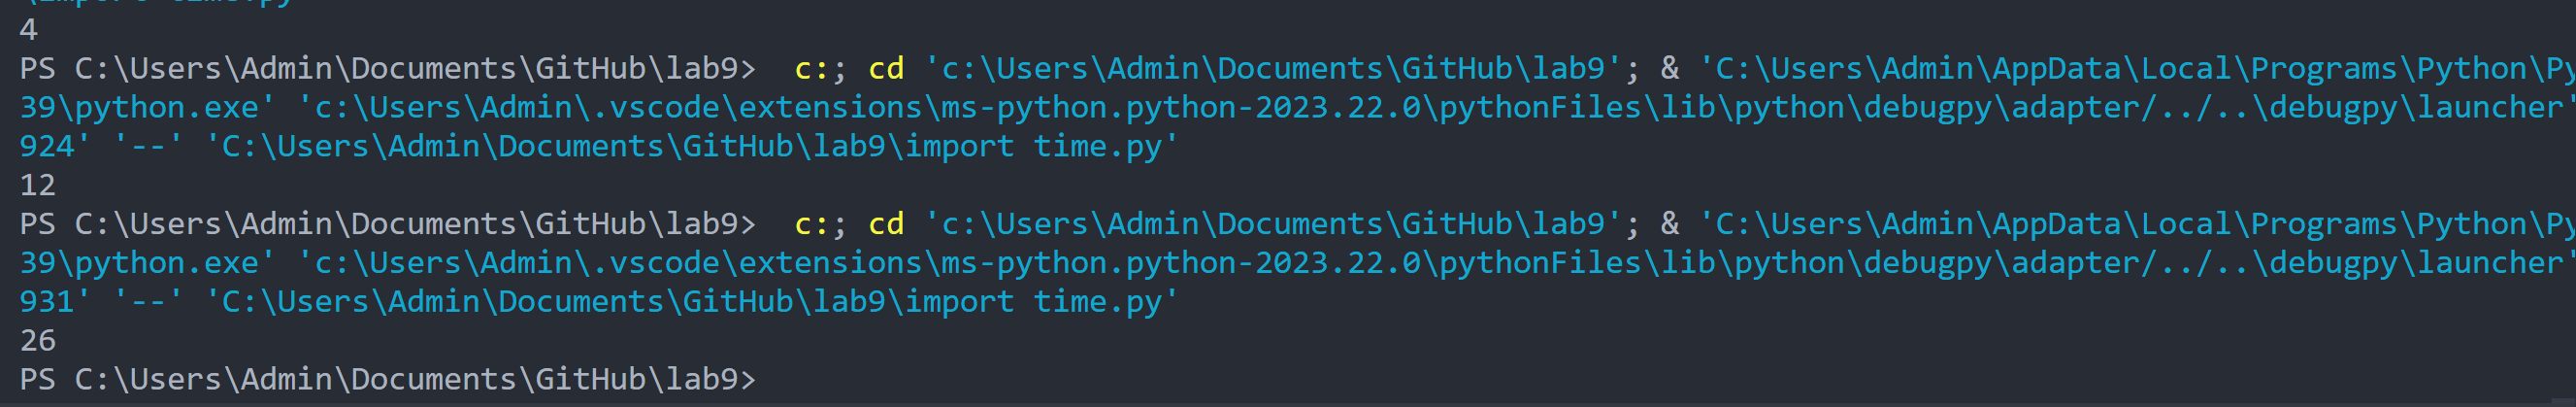 \import time.py
4
PS C:\Users\Admin\Documents\GitHub\lab9>  c:; cd 'c:\Users\Admin\Documents\GitHub\lab9'; & 'C:\Users\Admin\AppData\Local\Programs\Python\Py
39\python.exe' 'c:\Users\Admin\.vscode\extensions\ms-python.python-2023.22.0\pythonFiles\lib\python\debugpy\adapter/../..\debugpy\launcher'
924' '--' 'C:\Users\Admin\Documents\GitHub\lab9\import time.py'
12
PS C:\Users\Admin\Documents\GitHub\lab9>  c:; cd 'c:\Users\Admin\Documents\GitHub\lab9'; & 'C:\Users\Admin\AppData\Local\Programs\Python\Py
39\python.exe' 'c:\Users\Admin\.vscode\extensions\ms-python.python-2023.22.0\pythonFiles\lib\python\debugpy\adapter/../..\debugpy\launcher'
931' '--' 'C:\Users\Admin\Documents\GitHub\lab9\import time.py'
26
PS C:\Users\Admin\Documents\GitHub\lab9>